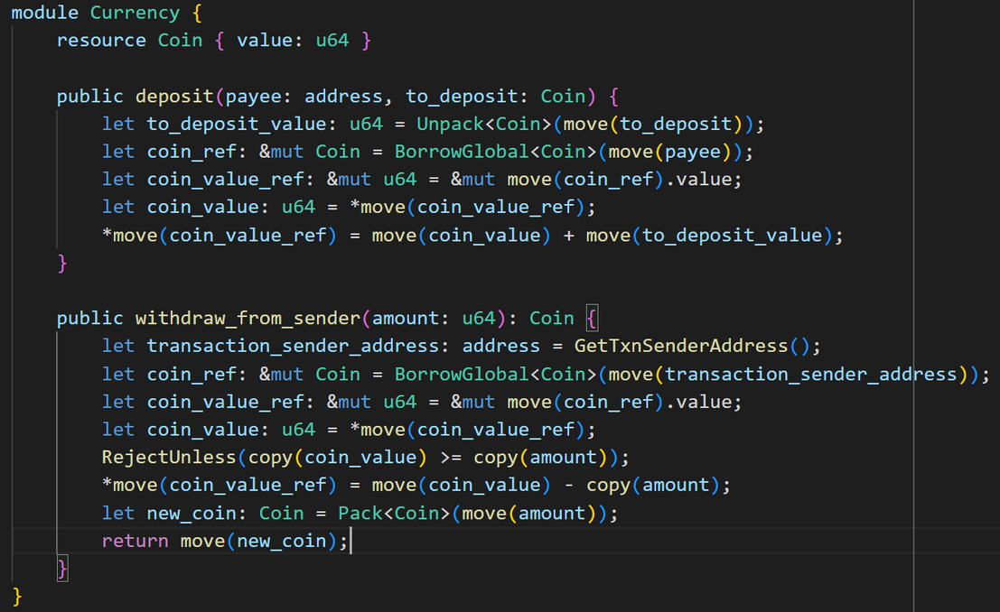 module Currency {
    resource Coin { value: u64 }

    public deposit(payee: address, to_deposit: Coin) {
        let to_deposit_value: u64 = Unpack<Coin>(move(to_deposit));
        let coin_ref: &mut Coin = BorrowGlobal<Coin>(move(payee));
        let coin_value_ref: &mut u64 = &mut move(coin_ref).value;
        let coin_value: u64 = *move(coin_value_ref);
        *move(coin_value_ref) = move(coin_value) + move(to_deposit_value);
    }

    public withdraw_from_sender(amount: u64): Coin {
        let transaction_sender_address: address = GetTxnSenderAddress();
        let coin_ref: &mut Coin = BorrowGlobal<Coin>(move(transaction_sender_address));
        let coin_value_ref: &mut u64 = &mut move(coin_ref).value;
        let coin_value: u64 = *move(coin_value_ref);
        RejectUnless(copy(coin_value) >= copy(amount));
        *move(coin_value_ref) = move(coin_value) - copy(amount);
        let new_coin: Coin = Pack<Coin>(move(amount));
        return move(new_coin);
    }
}